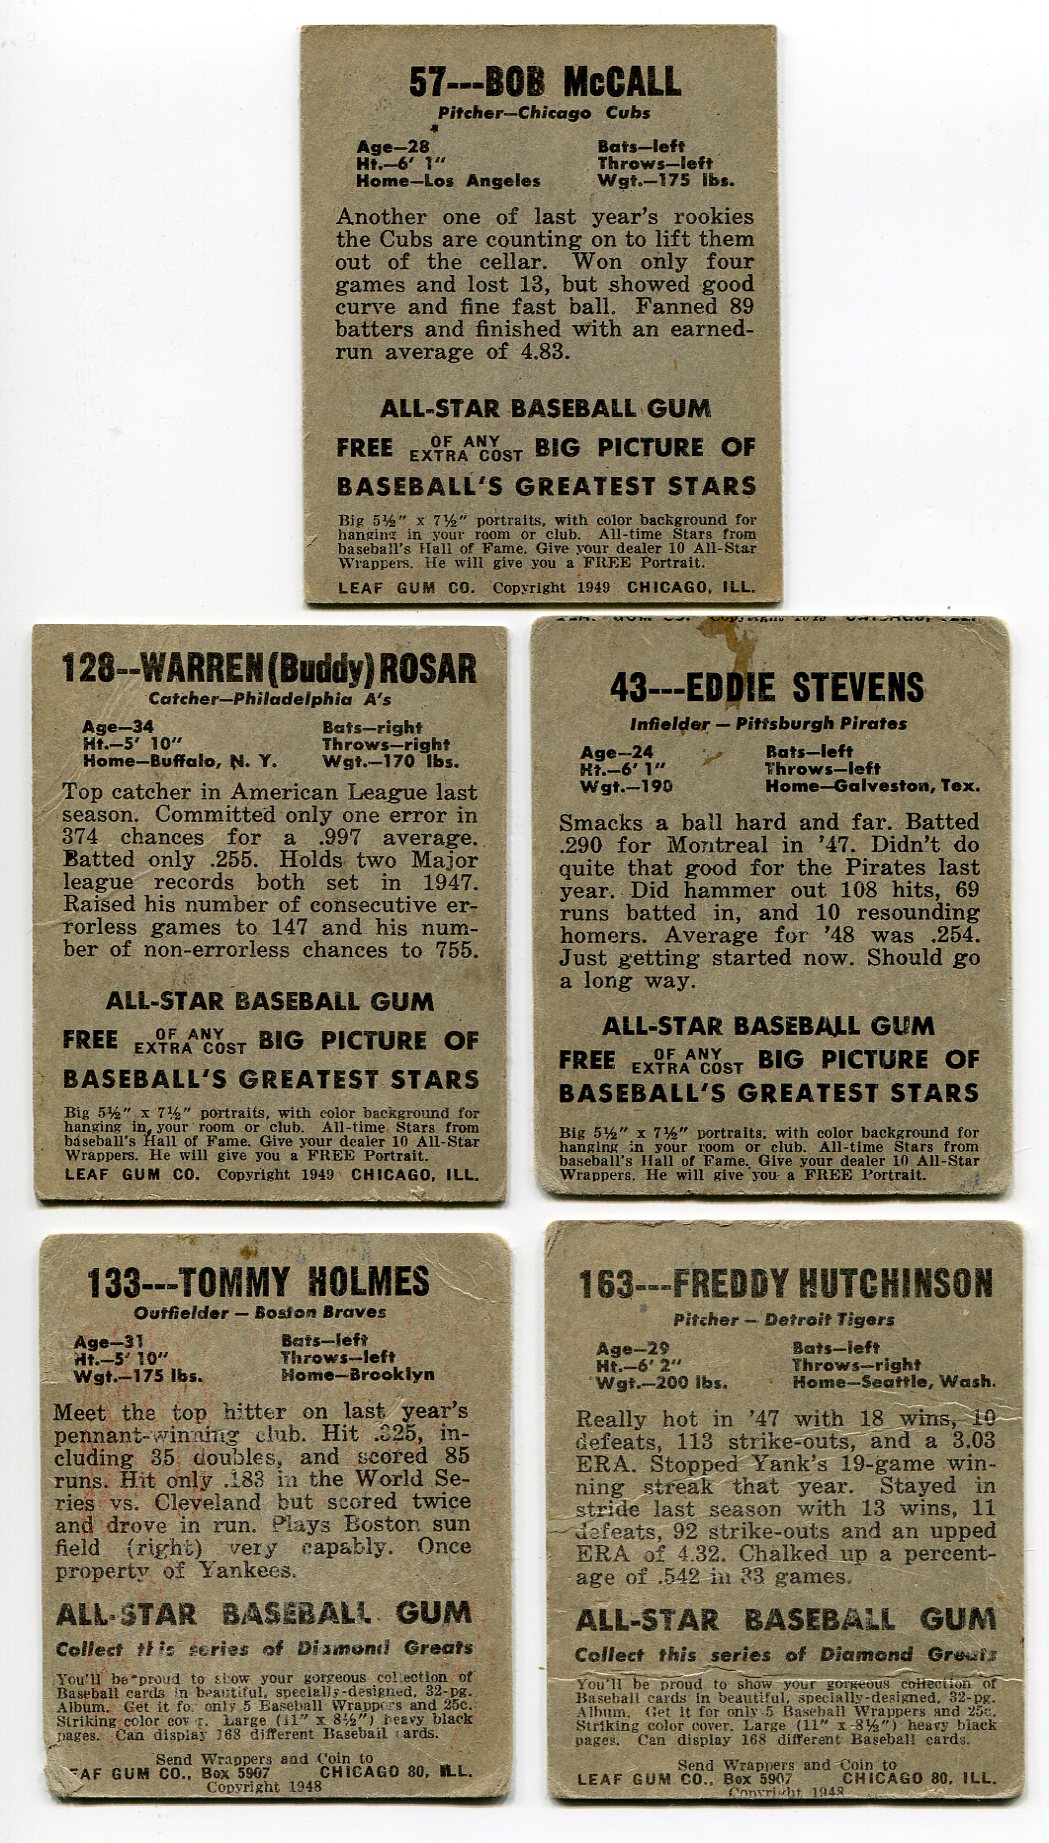 57---BOB McCALL
Pitcher—Chicago Cubs
Age—28 Bats—left
Ht.—6' 1" Throws—left
Home—Los Angeles Wgt.—175 lbs.
Another one of last year's rookies
the Cubs are counting on to lift them
out of the cellar. Won only four
games and lost 13, but showed good
curve and fine fast ball. Fanned 89
batters and finished with an earned-
run average of 4.83.
ALL-STAR BASEBALL GUM
FREE OF ANY EXTRA COST BIG PICTURE OF
BASEBALL'S GREATEST STARS
Big 5½" x 7½" portraits, with color background for
hanging in your room or club. All-time Stars from
baseball's Hall of Fame. Give your dealer 10 All-Star
Wrappers. He will give you a FREE Portrait.
LEAF GUM CO. Copyright 1949 CHICAGO, ILL.
128--WARREN (Buddy) ROSAR
Catcher—Philadelphia A's
Age—34 Bats—right
Ht.—5' 10" Throws—right
Home—Buffalo, N. Y. Wgt.—170 lbs.
Top catcher in American League last
season. Committed only one error in
374 chances for a .997 average.
Batted only .255. Holds two Major
league records both set in 1947.
Raised his number of consecutive er-
rorless games to 147 and his num-
ber of non-errorless chances to 755.
ALL-STAR BASEBALL GUM
FREE OF ANY EXTRA COST BIG PICTURE OF
BASEBALL'S GREATEST STARS
Big 5½" x 7½" portraits, with color background for
hanging in your room or club. All-time Stars from
baseball's Hall of Fame. Give your dealer 10 All-Star
Wrappers. He will give you a FREE Portrait.
LEAF GUM CO. Copyright 1949 CHICAGO, ILL.
43---EDDIE STEVENS
Infielder — Pittsburgh Pirates
Age—24 Bats—left
Ht.—6' 1" Throws—left
Wgt.—190 Home—Galveston, Tex.
Smacks a ball hard and far. Batted
.290 for Montreal in '47. Didn't do
quite that good for the Pirates last
year. Did hammer out 108 hits, 69
runs batted in, and 10 resounding
homers. Average for '48 was .254.
Just getting started now. Should go
a long way.
ALL-STAR BASEBALL GUM
FREE OF ANY EXTRA COST BIG PICTURE OF
BASEBALL'S GREATEST STARS
Big 5½" x 7½" portraits, with color background for
hanging in your room or club. All-time Stars from
baseball's Hall of Fame. Give your dealer 10 All-Star
Wrappers. He will give you a FREE Portrait.
133---TOMMY HOLMES
Outfielder — Boston Braves
Age—31 Bats—left
Ht.—5' 10" Throws—left
Wgt.—175 lbs. Home—Brooklyn
Meet the top hitter on last year's
pennant-winning club. Hit .325, in-
cluding 35 doubles, and scored 85
runs. Hit only .183 in the World Se-
ries vs. Cleveland but scored twice
and drove in run. Plays Boston sun
field (right) very capably. Once
property of Yankees.
ALL-STAR BASEBALL GUM
Collect this series of Diamond Greats
You'll be proud to show your gorgeous collection of
Baseball cards in beautiful, specially-designed, 32-pg.
Album. Get it for only 5 Baseball Wrappers and 25c.
Striking color cover. Large (11" x 8½") heavy black
pages. Can display 168 different Baseball cards.
Send Wrappers and Coin to
LEAF GUM CO., Box 5907 CHICAGO 80, ILL.
Copyright 1948
163---FREDDY HUTCHINSON
Pitcher — Detroit Tigers
Age—29 Bats—left
Ht.—6' 2" Throws—right
Wgt.—200 lbs. Home—Seattle, Wash.
Really hot in '47 with 18 wins, 10
defeats, 113 strike-outs, and a 3.03
ERA. Stopped Yank's 19-game win-
ning streak that year. Stayed in
stride last season with 13 wins, 11
defeats, 92 strike-outs and an upped
ERA of 4.32. Chalked up a percent-
age of .542 in 33 games.
ALL-STAR BASEBALL GUM
Collect this series of Diamond Greats
You'll be proud to show your gorgeous collection of
Baseball cards in beautiful, specially-designed, 32-pg.
Album. Get it for only 5 Baseball Wrappers and 25c.
Striking color cover. Large (11" x 8½") heavy black
pages. Can display 168 different Baseball cards.
Send Wrappers and Coin to
LEAF GUM CO., Box 5907 CHICAGO 80, ILL.
Copyright 1948